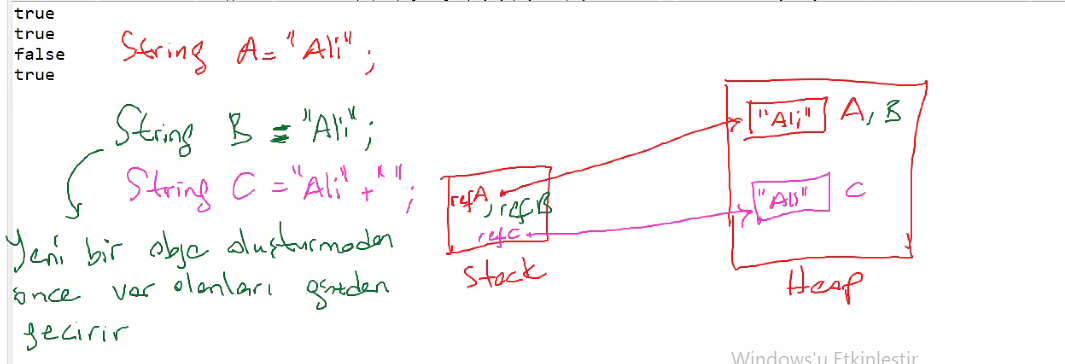 true
true
false
true
String A = "Ali";
String B = "Ali";
String C = "Ali" + " ";
Yeni bir obje oluşturmadan
önce var olanları gözden
geçirir
refA, refB
refC
Stack
"Ali" A, B
"Ali" C
Heap
Windows'u Etkinleştir